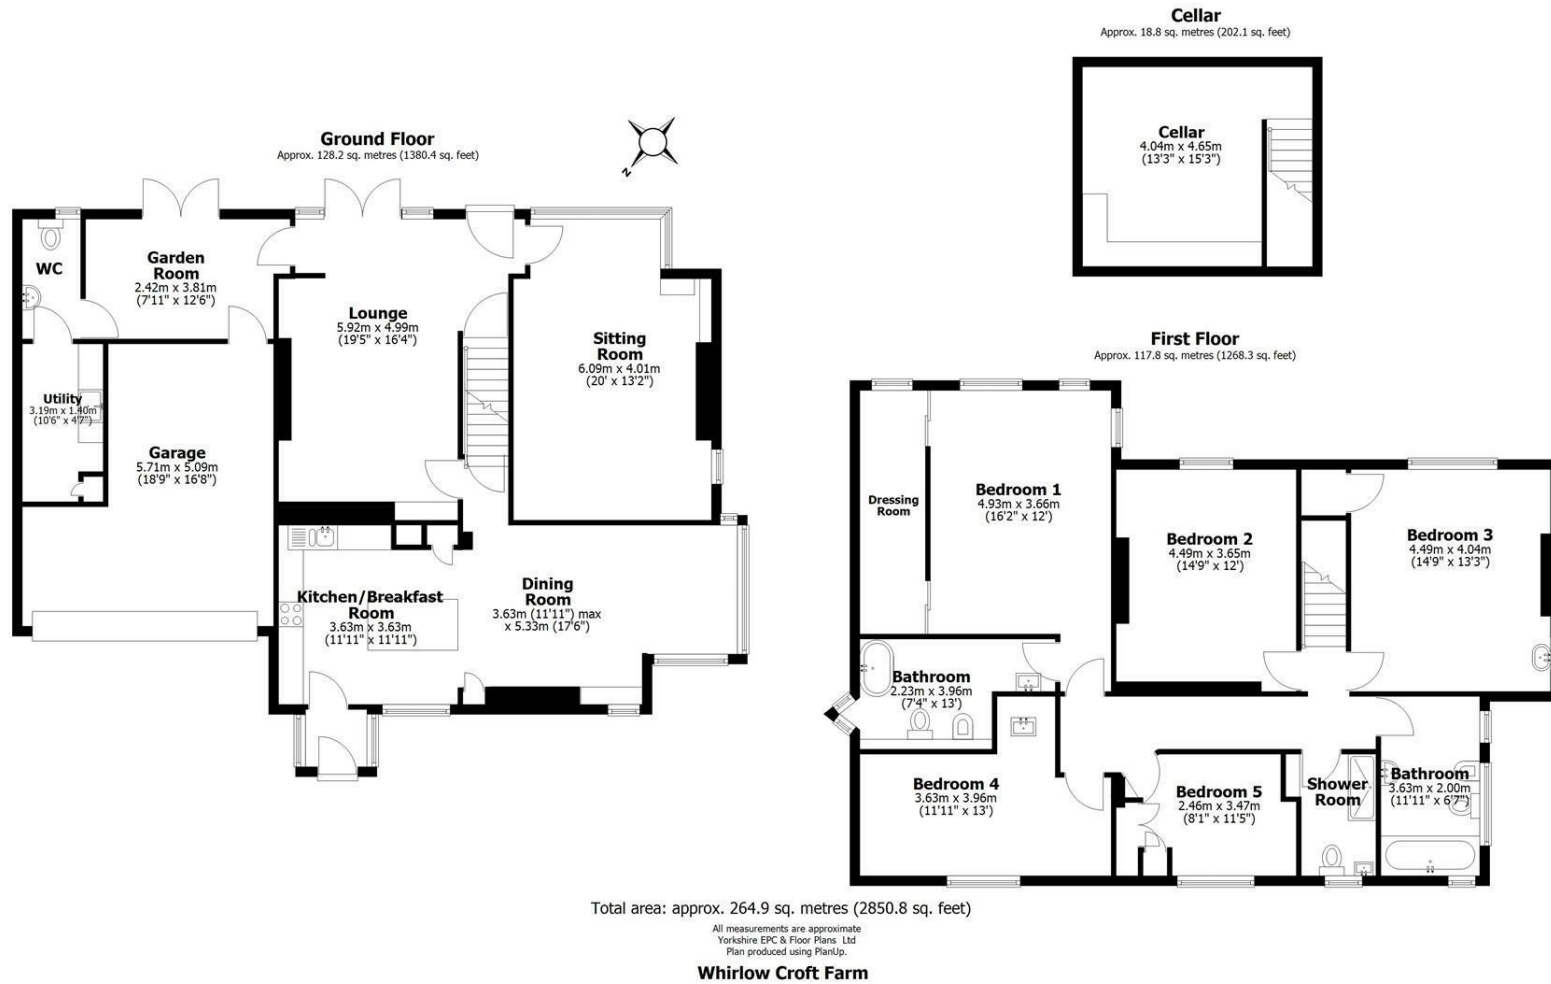 Cellar
Approx. 18.8 sq. metres (202.1 sq. feet)
Cellar
4.04m x 4.65m
(13'3" x 15'3")
Ground Floor
Approx. 128.2 sq. metres (1380.4 sq. feet)
N
WC
Garden
Room
2.42m x 3.81m
(7'11" x 12'6")
Lounge
5.92m x 4.99m
(19'5" x 16'4")
Sitting
Room
6.09m x 4.01m
(20' x 13'2")
Utility
3.19m x 1.40m
(10'6" x 4'7")
Garage
5.71m x 5.09m
(18'9" x 16'8")
Kitchen/Breakfast
Room
3.63m x 3.63m
(11'11" x 11'11")
Dining
Room
3.63m (11'11") max
x 5.33m (17'6")
First Floor
Approx. 117.8 sq. metres (1268.3 sq. feet)
Dressing
Room
Bedroom 1
4.93m x 3.66m
(16'2" x 12')
Bedroom 2
4.49m x 3.65m
(14'9" x 12')
Bedroom 3
4.49m x 4.04m
(14'9" x 13'3")
Bathroom
2.23m x 3.96m
(7'4" x 13')
Bedroom 4
3.63m x 3.96m
(11'11" x 13')
Bedroom 5
2.46m x 3.47m
(8'1" x 11'5")
Shower
Room
Bathroom
3.63m x 2.00m
(11'11" x 6'7")
Total area: approx. 264.9 sq. metres (2850.8 sq. feet)
All measurements are approximate
Yorkshire EPC & Floor Plans Ltd
Plan produced using PlanUp.
Whirlow Croft Farm